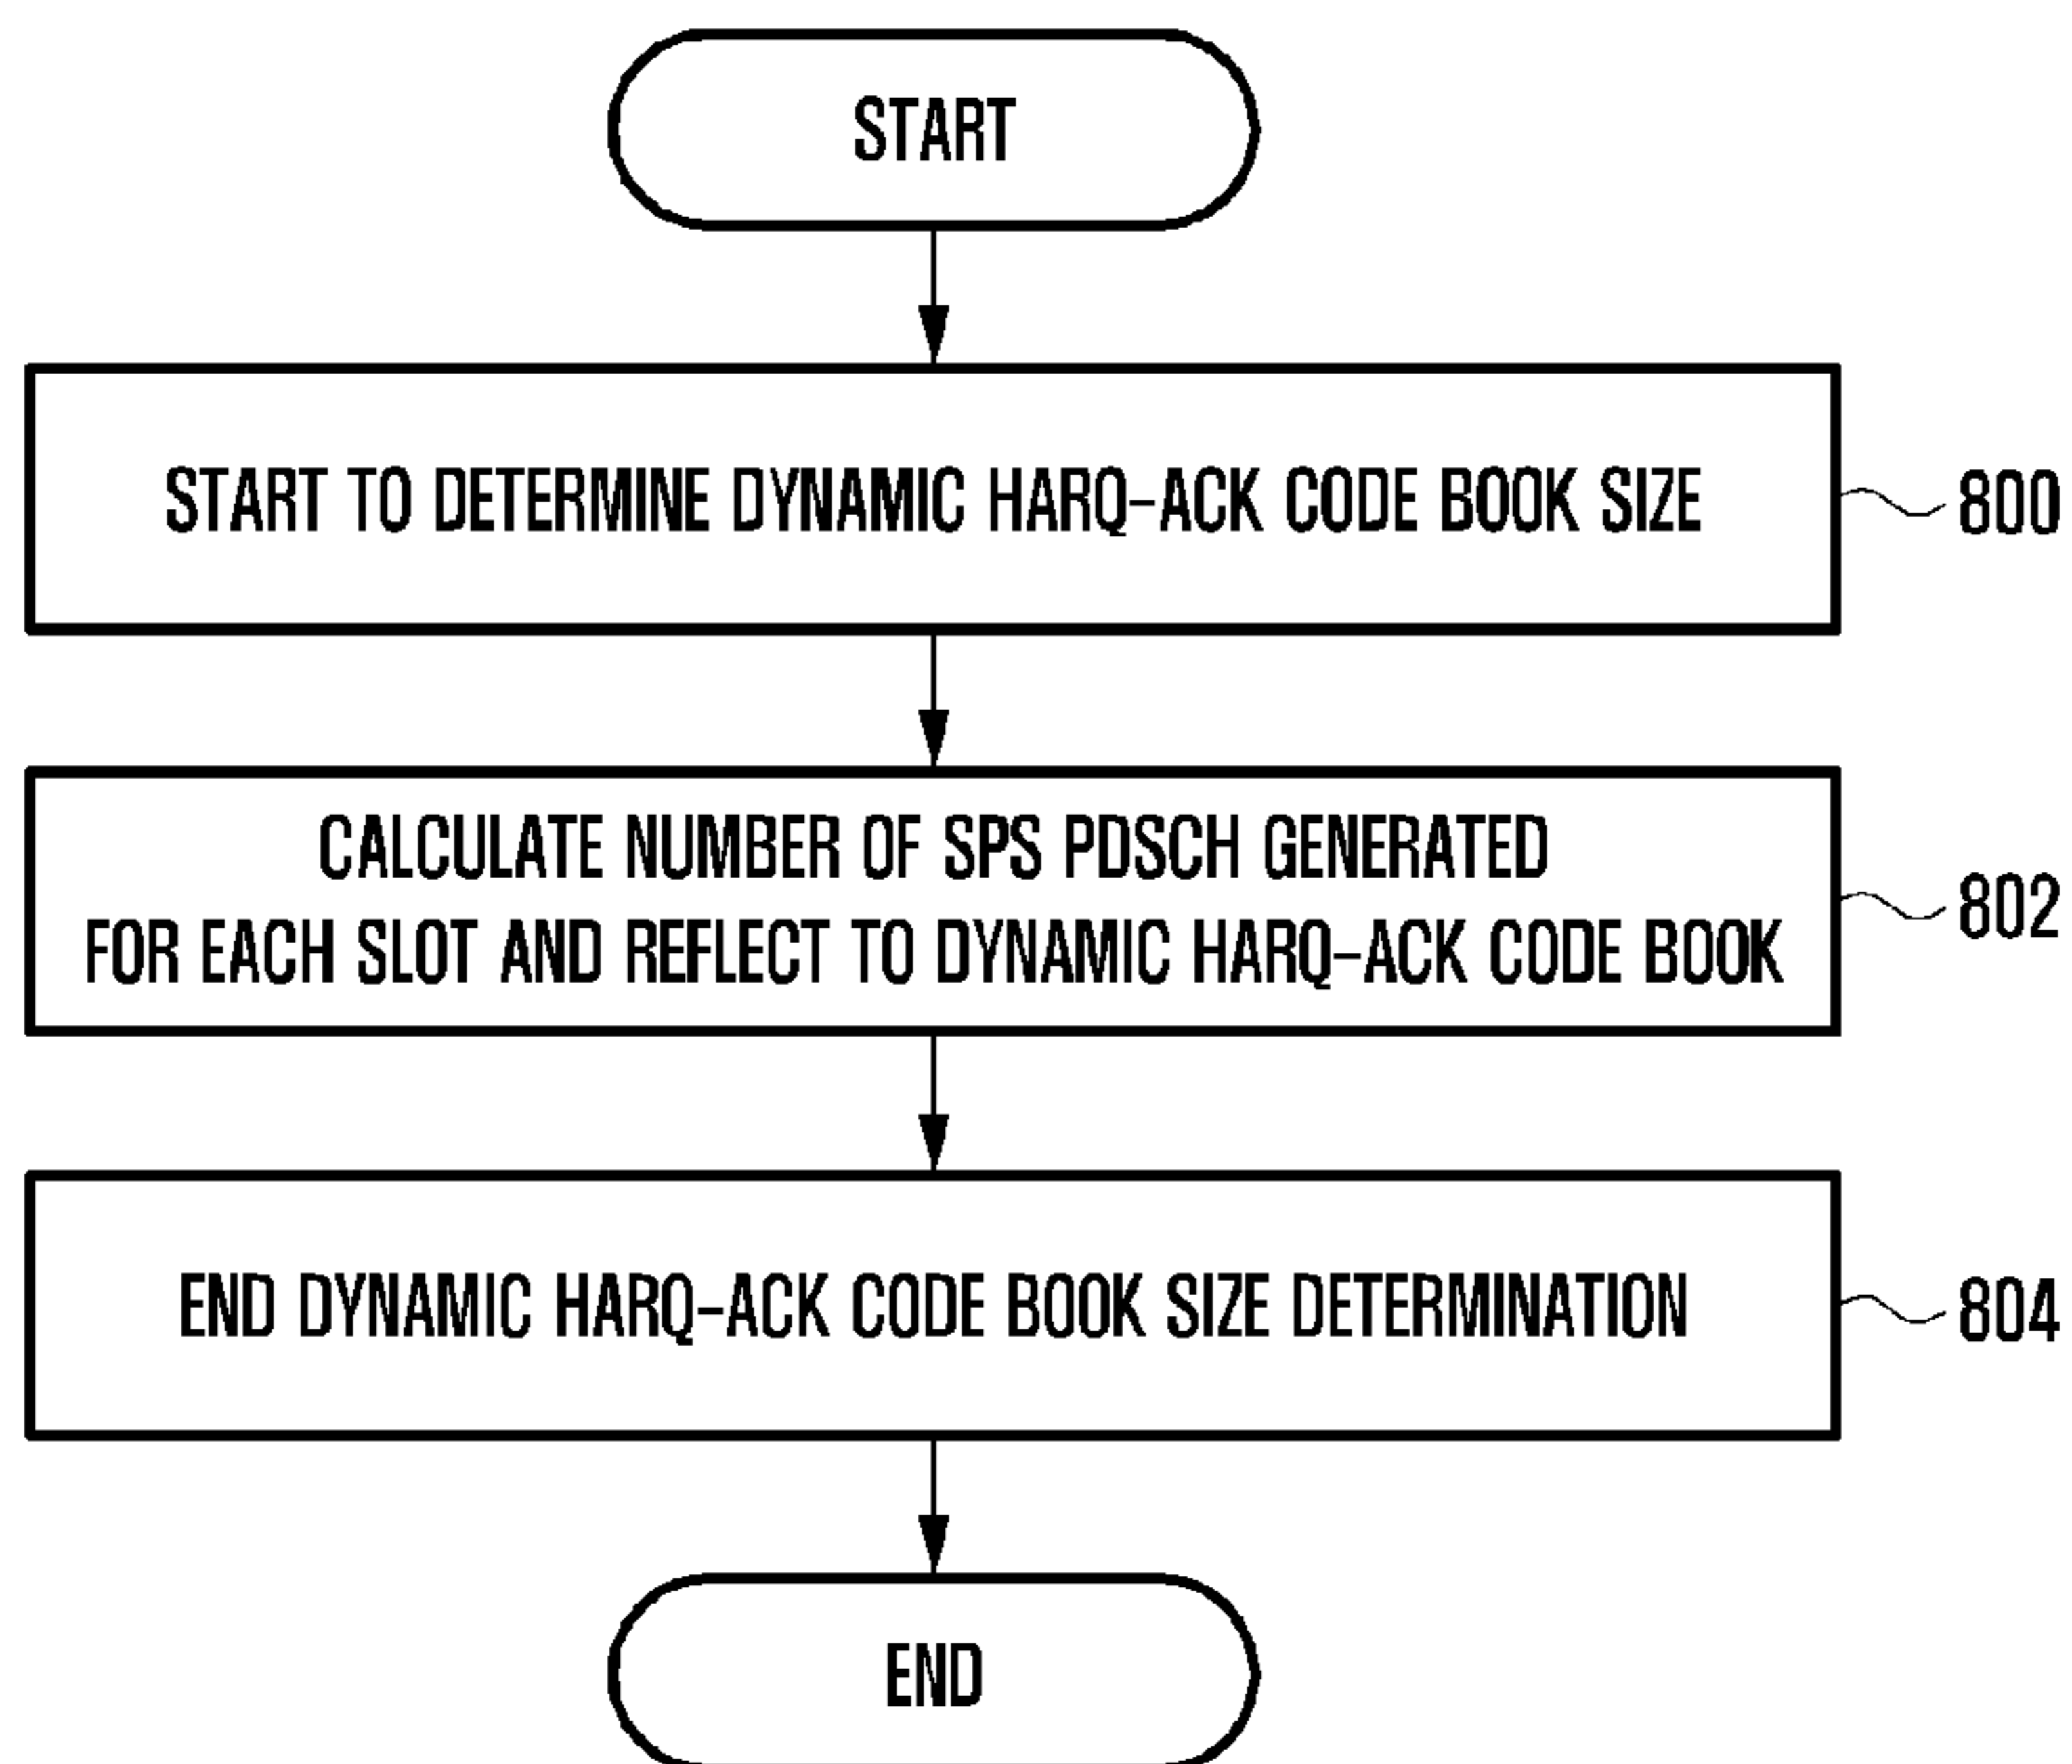 START
START TO DETERMINE DYNAMIC HARQ-ACK CODE BOOK SIZE
800
CALCULATE NUMBER OF SPS PDSCH GENERATED
FOR EACH SLOT AND REFLECT TO DYNAMIC HARQ-ACK CODE BOOK
802
END DYNAMIC HARQ-ACK CODE BOOK SIZE DETERMINATION
804
END